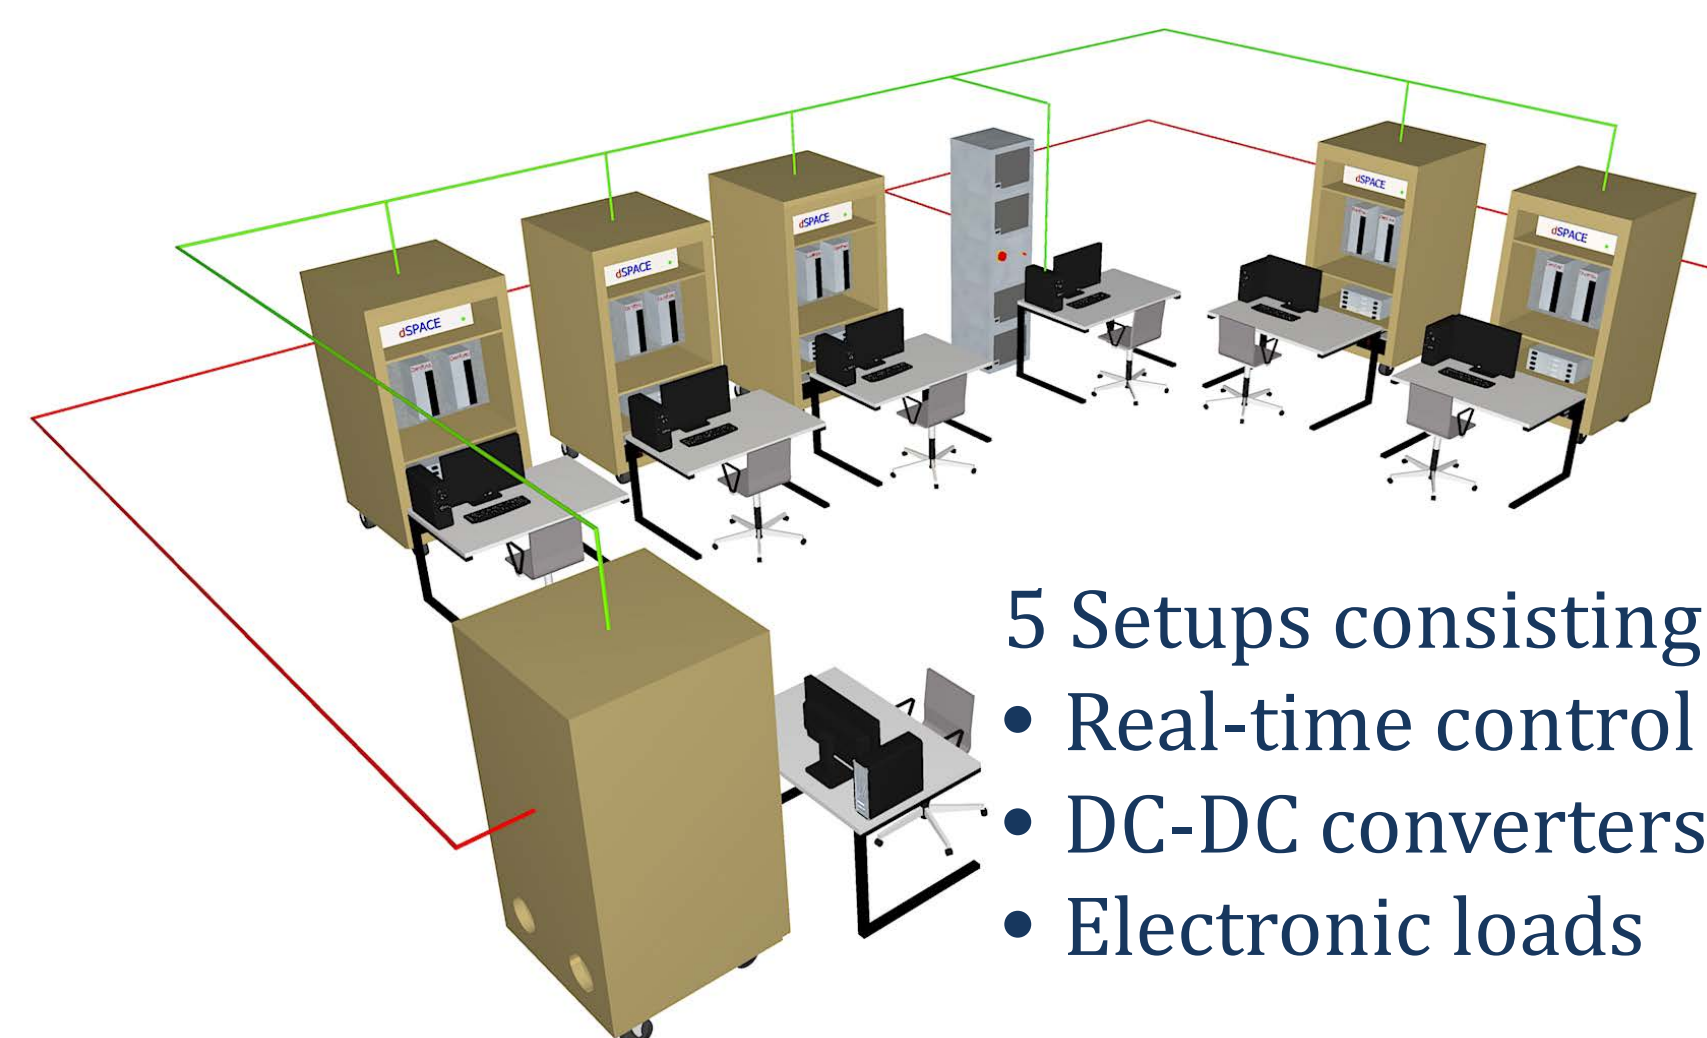 dSPACE
dSPACE
dSPACE
dSPACE
dSPACE
5 Setups consisting
• Real-time control
• DC-DC converters
• Electronic loads